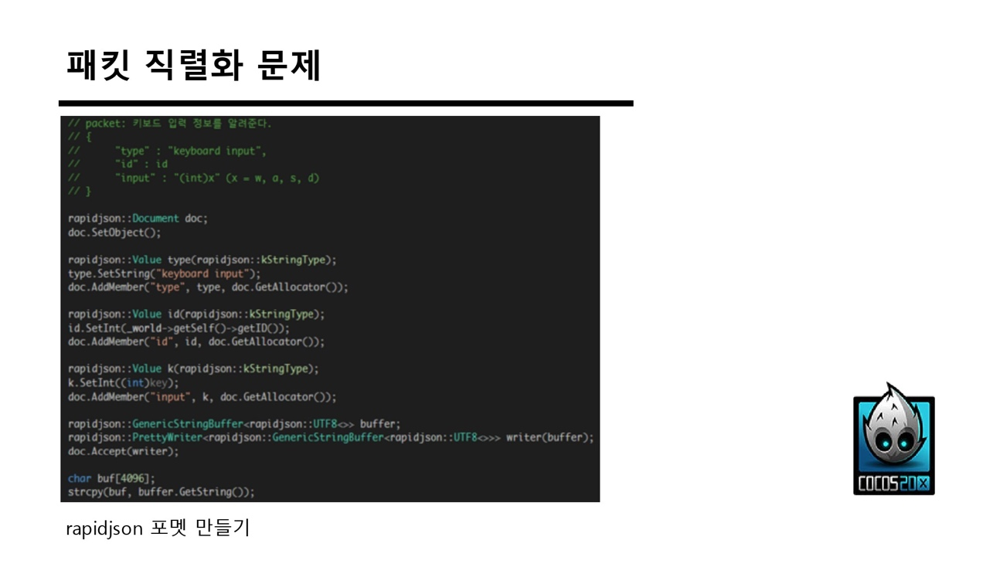 패킷 직렬화 문제
// packet: 키보드 입력 정보를 알려준다.
// {
//      "type" : "keyboard input",
//      "id" : id
//      "input" : "(int)x" (x = w, a, s, d)
// }
rapidjson::Document doc;
doc.SetObject();
rapidjson::Value type(rapidjson::kStringType);
type.SetString("keyboard input");
doc.AddMember("type", type, doc.GetAllocator());
rapidjson::Value id(rapidjson::kStringType);
id.SetInt(_world->getSelf()->getID());
doc.AddMember("id", id, doc.GetAllocator());
rapidjson::Value k(rapidjson::kStringType);
k.SetInt((int)key);
doc.AddMember("input", k, doc.GetAllocator());
rapidjson::GenericStringBuffer<rapidjson::UTF8<>> buffer;
rapidjson::PrettyWriter<rapidjson::GenericStringBuffer<rapidjson::UTF8<>>> writer(buffer);
doc.Accept(writer);
char buf[4096];
strcpy(buf, buffer.GetString());
COCOS2DX
rapidjson 포멧 만들기